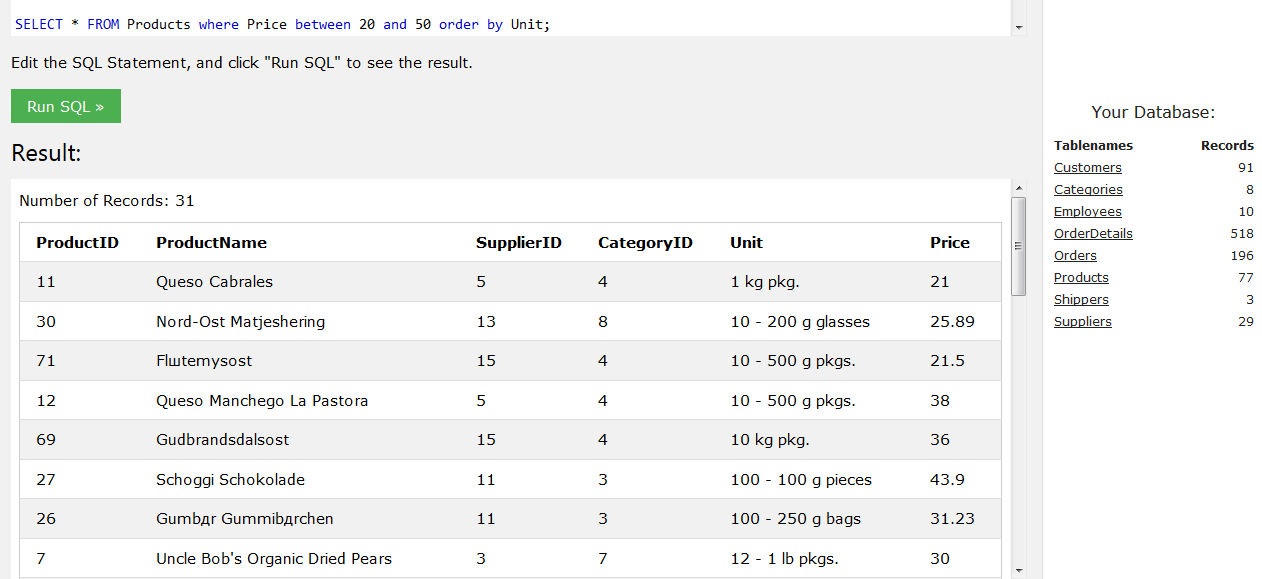 SELECT * FROM Products where Price between 20 and 50 order by Unit;
Edit the SQL Statement, and click "Run SQL" to see the result.
Run SQL »
Result:
Number of Records: 31
ProductID ProductName SupplierID CategoryID Unit Price
11 Queso Cabrales 5 4 1 kg pkg. 21
30 Nord-Ost Matjeshering 13 8 10 - 200 g glasses 25.89
71 Flшtemysost 15 4 10 - 500 g pkgs. 21.5
12 Queso Manchego La Pastora 5 4 10 - 500 g pkgs. 38
69 Gudbrandsdalsost 15 4 10 kg pkg. 36
27 Schoggi Schokolade 11 3 100 - 100 g pieces 43.9
26 Gumbдr Gummibдrchen 11 3 100 - 250 g bags 31.23
7 Uncle Bob's Organic Dried Pears 3 7 12 - 1 lb pkgs. 30
Your Database:
Tablenames Records
Customers 91
Categories 8
Employees 10
OrderDetails 518
Orders 196
Products 77
Shippers 3
Suppliers 29